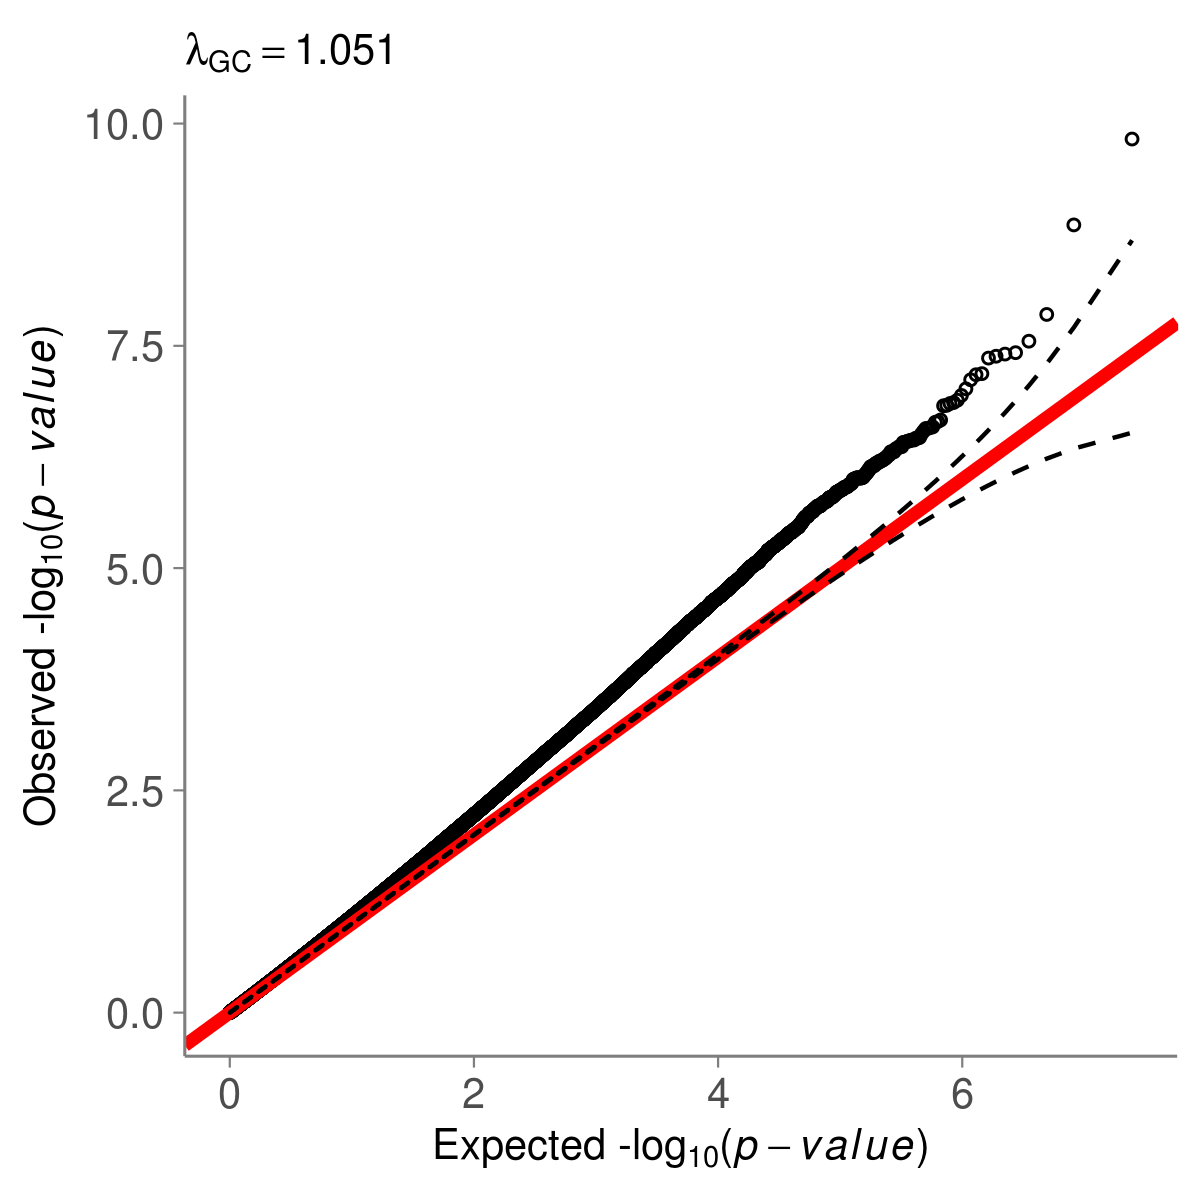 λGC = 1.051
10.0
7.5
5.0
2.5
0.0
Observed -log10(p − value)
0 2 4 6
Expected -log10(p − value)